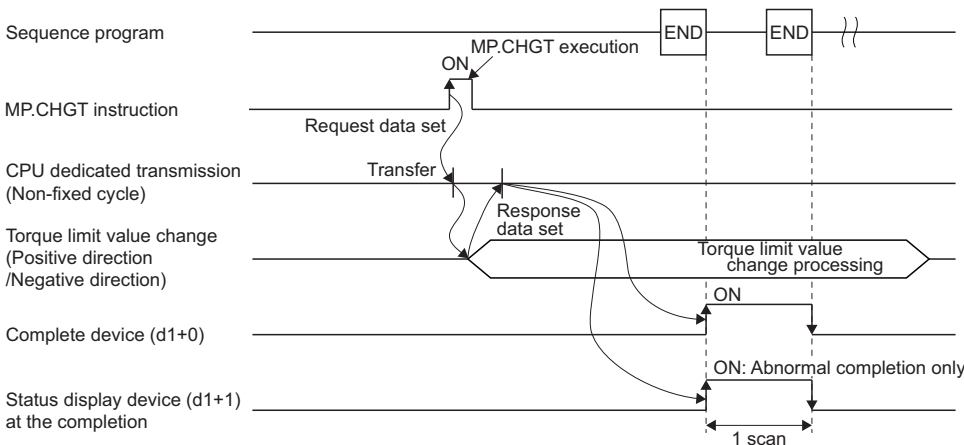 Sequence program
END
END
MP.CHGT execution
ON
MP.CHGT instruction
Request data set
CPU dedicated transmission
(Non-fixed cycle)
Transfer
Response
data set
Torque limit value change
(Positive direction
/Negative direction)
Torque limit value
change processing
ON
Complete device (d1+0)
ON: Abnormal completion only
Status display device (d1+1)
at the completion
1 scan